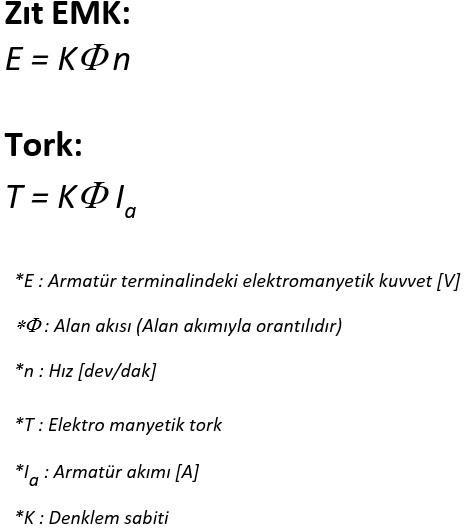 Zıt EMK:
E = KΦn
Tork:
T = KΦ Iₐ
*E : Armatür terminalindeki elektromanyetik kuvvet [V]
*Φ : Alan akısı (Alan akımıyla orantılıdır)
*n : Hız [dev/dak]
*T : Elektro manyetik tork
*Iₐ : Armatür akımı [A]
*K : Denklem sabiti